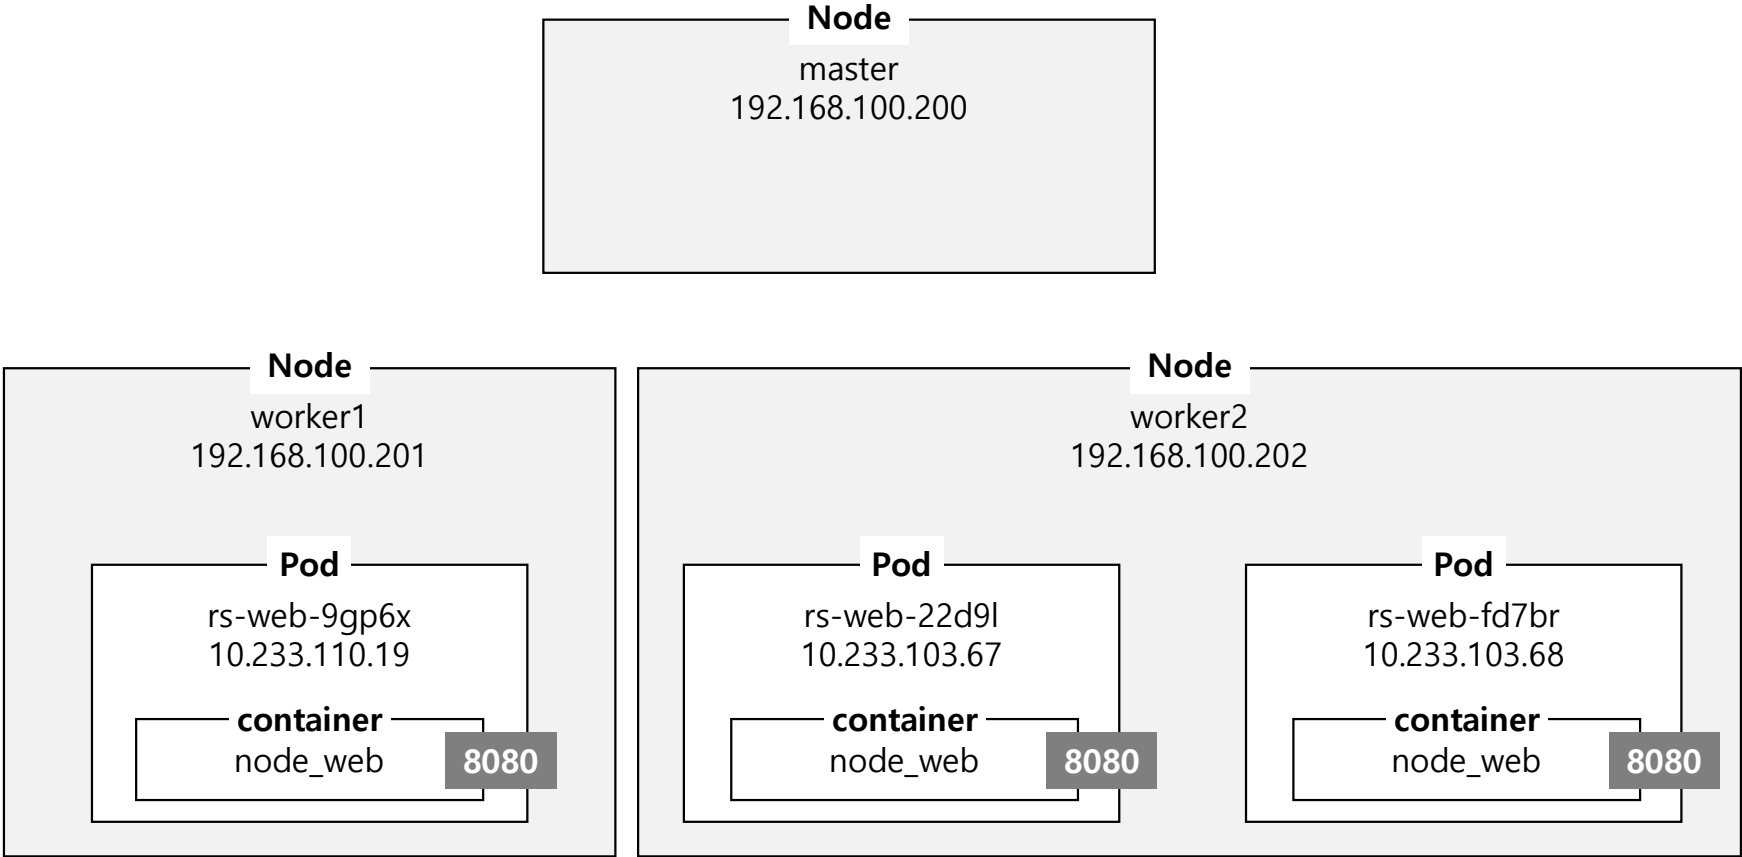 Node
master
192.168.100.200
Node
worker1
192.168.100.201
Node
worker2
192.168.100.202
Pod
rs-web-9gp6x
10.233.110.19
container
node_web
8080
Pod
rs-web-22d9l
10.233.103.67
container
node_web
8080
Pod
rs-web-fd7br
10.233.103.68
container
node_web
8080